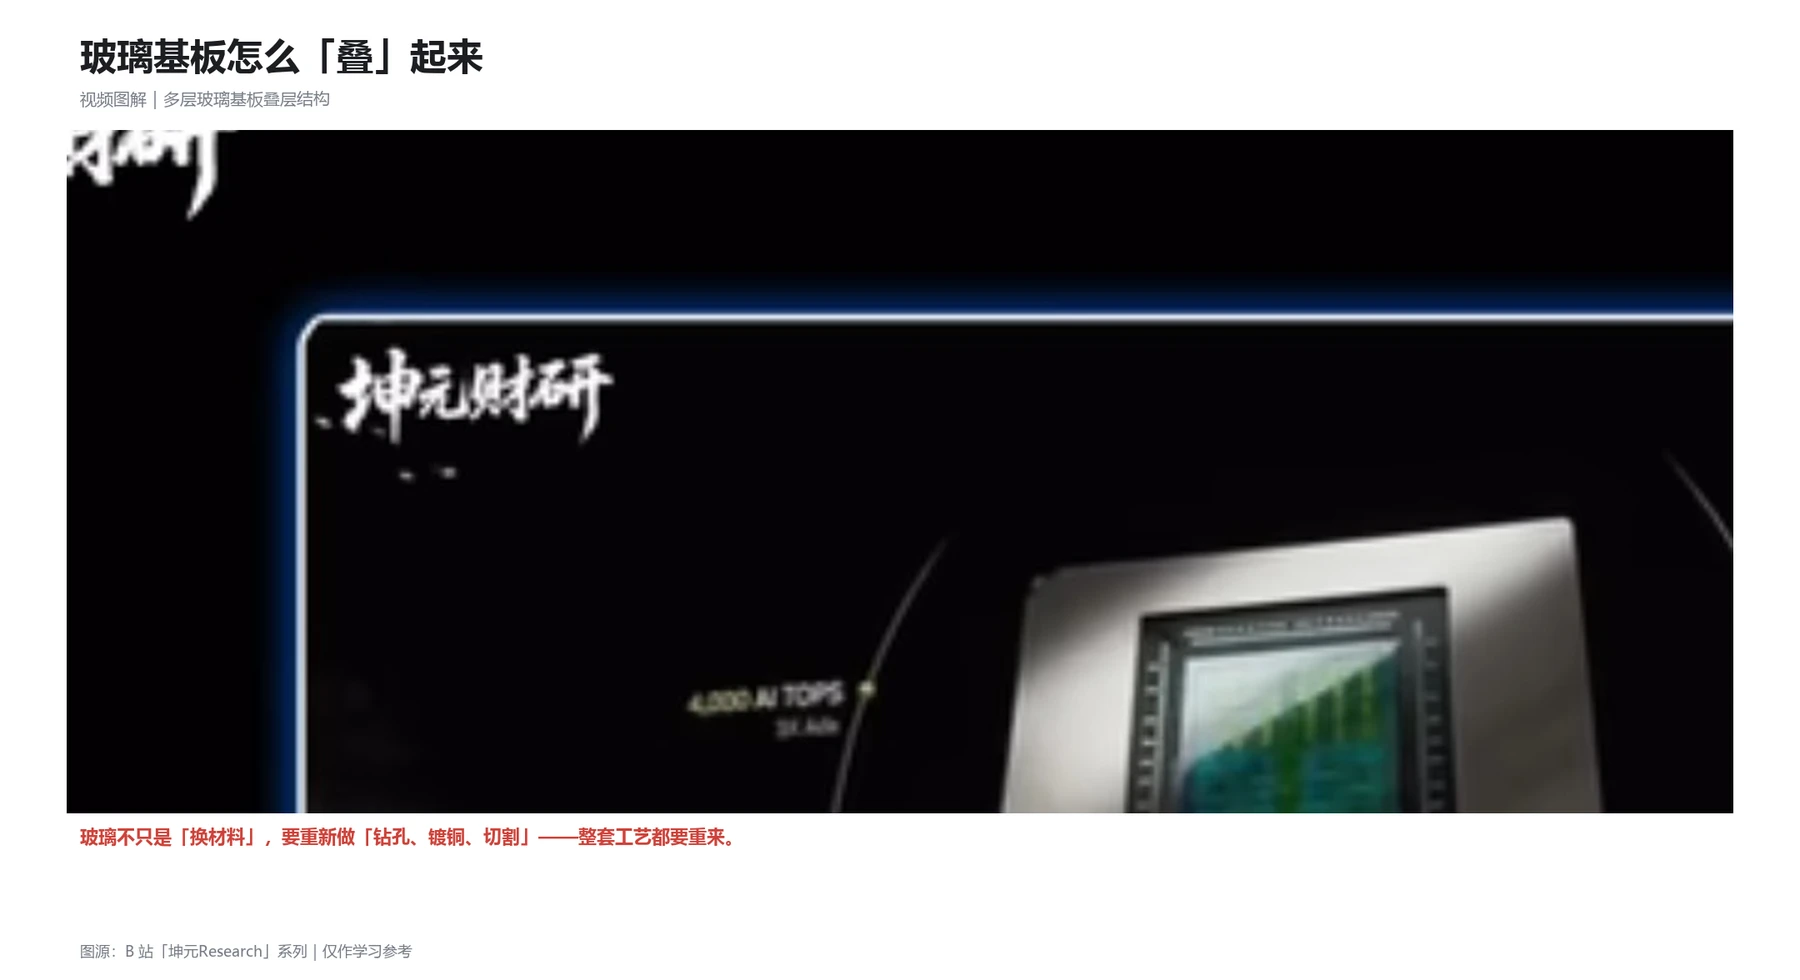 玻璃基板怎么「叠」起来
视频图解｜多层玻璃基板叠层结构
财研
坤元财研
4,000 AI TOPS
玻璃不只是「换材料」，要重新做「钻孔、镀铜、切割」——整套工艺都要重来。
图源：B 站「坤元Research」系列｜仅作学习参考